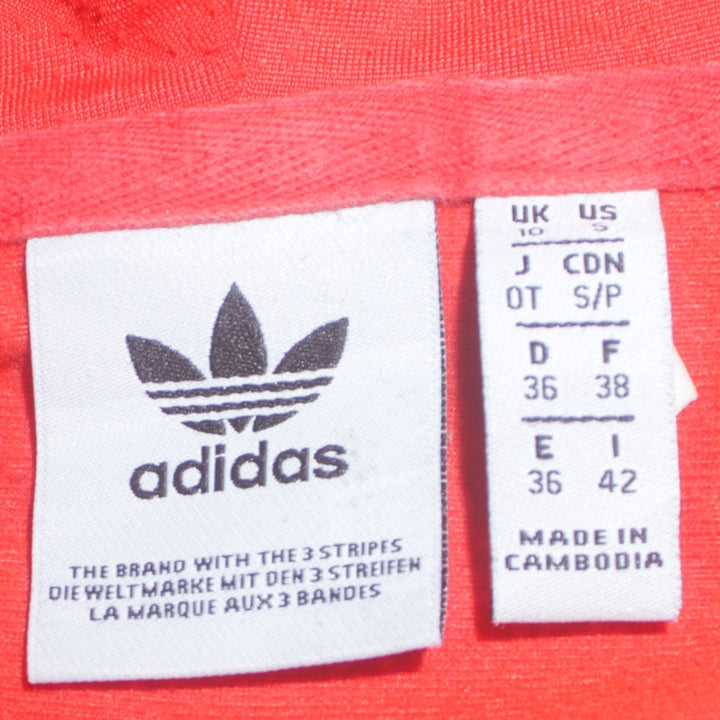 adidas
THE BRAND WITH THE 3 STRIPES
DIE WELTMARKE MIT DEN 3 STREIFEN
LA MARQUE AUX 3 BANDES
UK US
10 S
J CDN
OT S/P
D F
36 38
E I
36 42
MADE IN
CAMBODIA